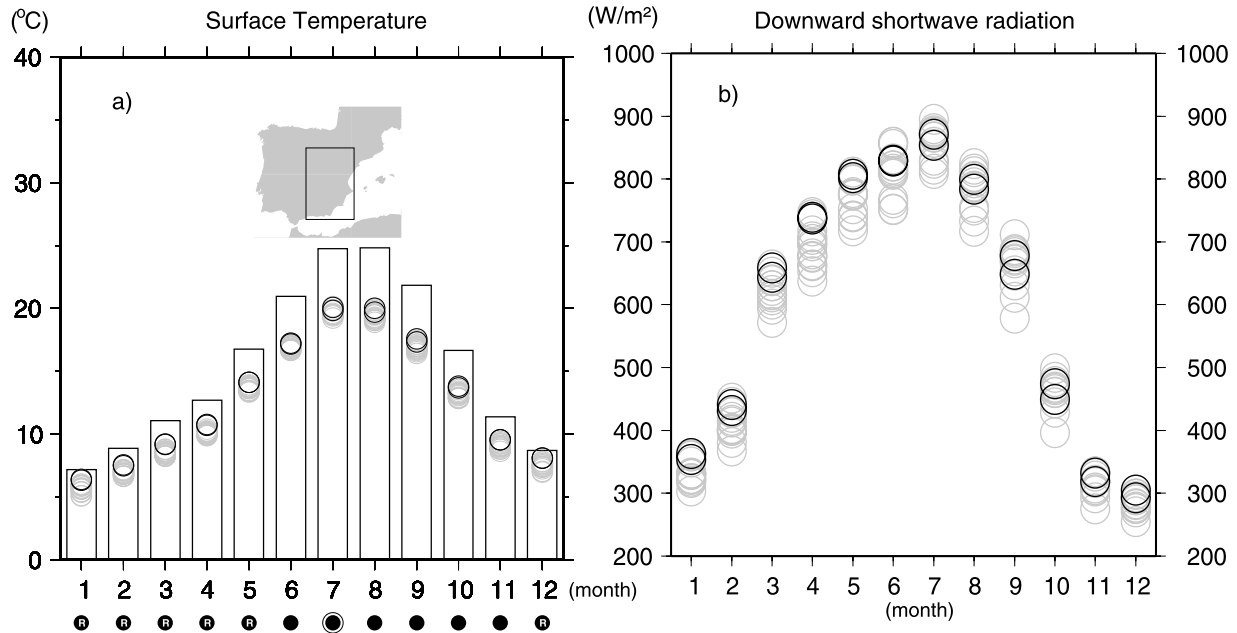 (°C) Surface Temperature
a)
40
30
20
10
0
1 2 3 4 5 6 7 8 9 10 11 12 (month)
R R R R R R
(W/m²) Downward shortwave radiation
b)
1000 1000
900 900
800 800
700 700
600 600
500 500
400 400
300 300
200 200
1 2 3 4 5 6 7 8 9 10 11 12
(month)